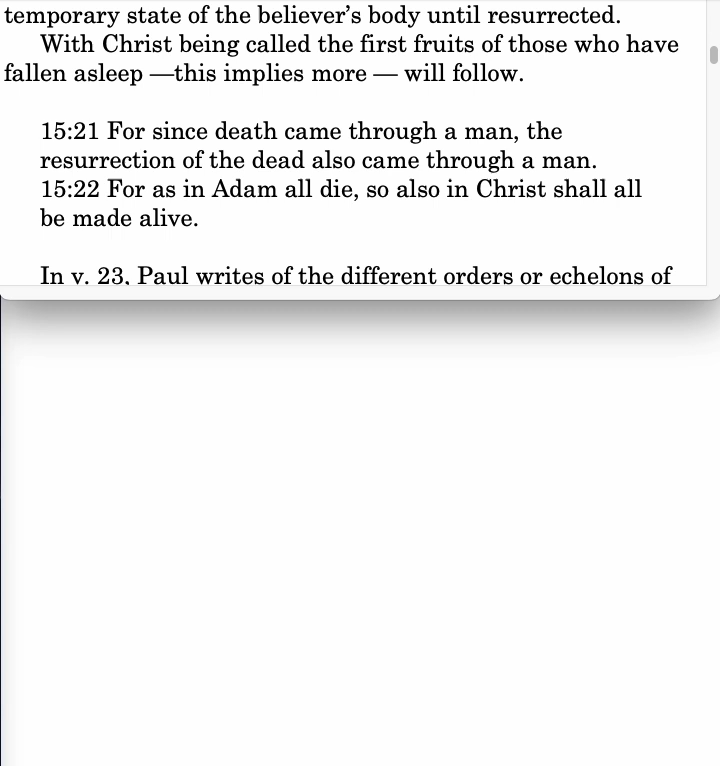 temporary state of the believer’s body until resurrected.
With Christ being called the first fruits of those who have
fallen asleep —this implies more — will follow.
15:21 For since death came through a man, the
resurrection of the dead also came through a man.
15:22 For as in Adam all die, so also in Christ shall all
be made alive.
In v. 23, Paul writes of the different orders or echelons of